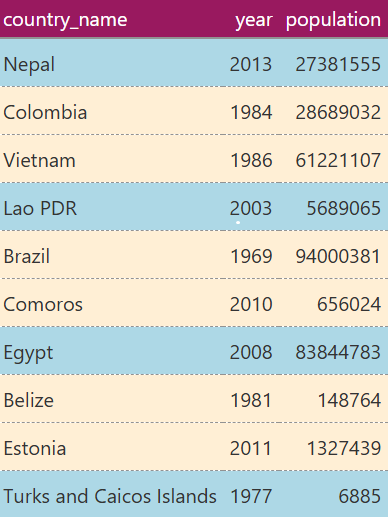 country_name year population
Nepal 2013 27381555
Colombia 1984 28689032
Vietnam 1986 61221107
Lao PDR 2003 5689065
Brazil 1969 94000381
Comoros 2010 656024
Egypt 2008 83844783
Belize 1981 148764
Estonia 2011 1327439
Turks and Caicos Islands 1977 6885